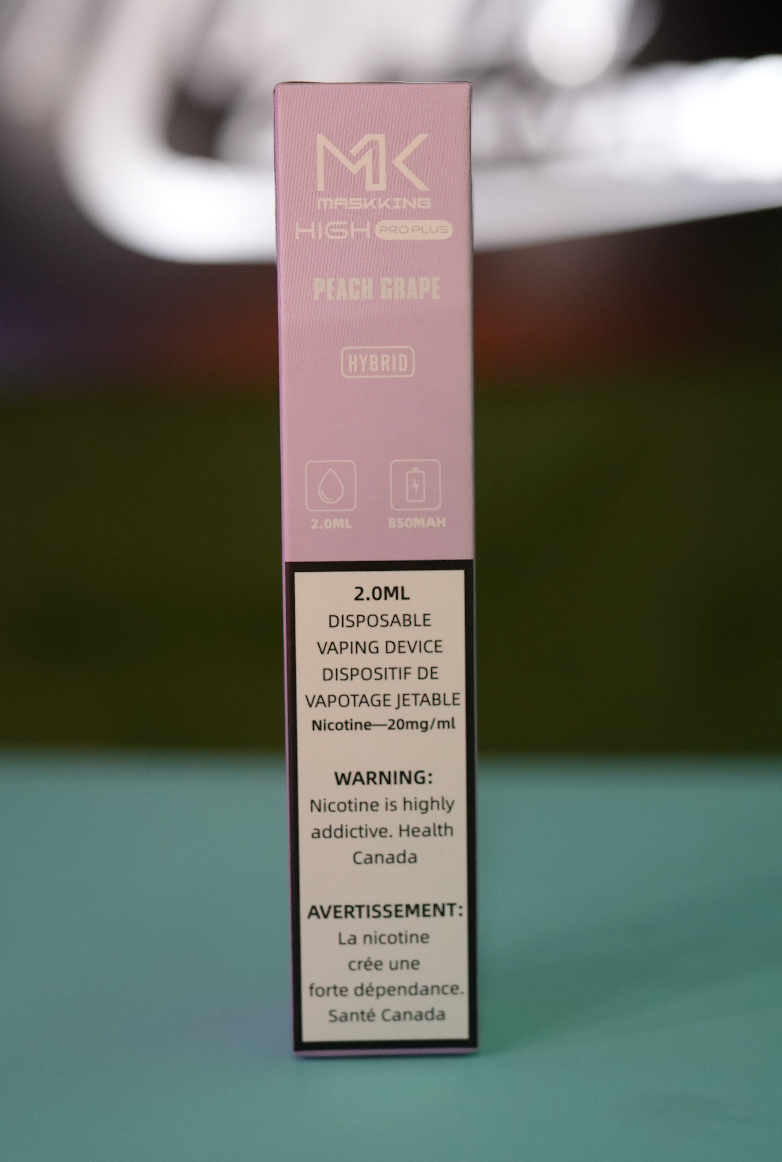 MK
MASKKING
HIGH PRO PLUS
PEACH GRAPE
HYBRID
2.0ML 850MAH
2.0ML
DISPOSABLE
VAPING DEVICE
DISPOSITIF DE
VAPOTAGE JETABLE
Nicotine—20mg/ml
WARNING:
Nicotine is highly
addictive. Health
Canada
AVERTISSEMENT:
La nicotine
crée une
forte dépendance.
Santé Canada